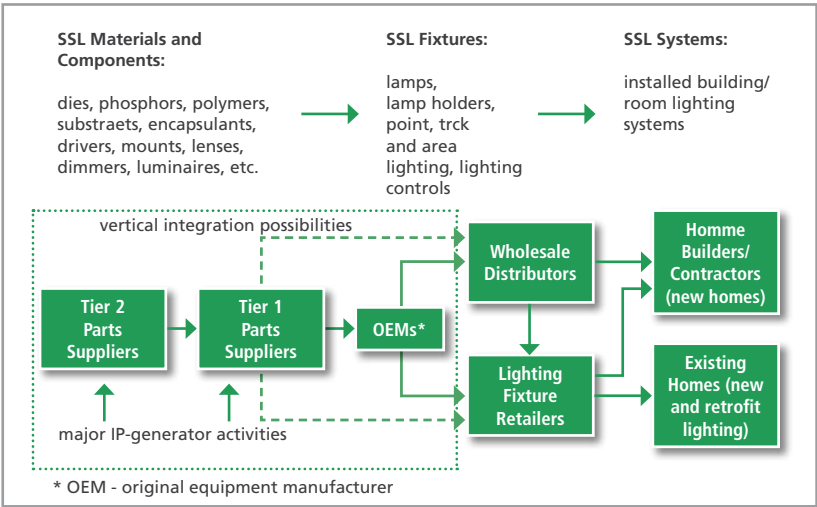 SSL Materials and
Components:
dies, phosphors, polymers,
substraets, encapsulants,
drivers, mounts, lenses,
dimmers, luminaires, etc.
SSL Fixtures:
lamps,
lamp holders,
point, trck
and area
lighting, lighting
controls
SSL Systems:
installed building/
room lighting
systems
vertical integration possibilities
Tier 2
Parts
Suppliers
Tier 1
Parts
Suppliers
OEMs*
Wholesale
Distributors
Lighting
Fixture
Retailers
Homme
Builders/
Contractors
(new homes)
Existing
Homes (new
and retrofit
lighting)
major IP-generator activities
* OEM - original equipment manufacturer